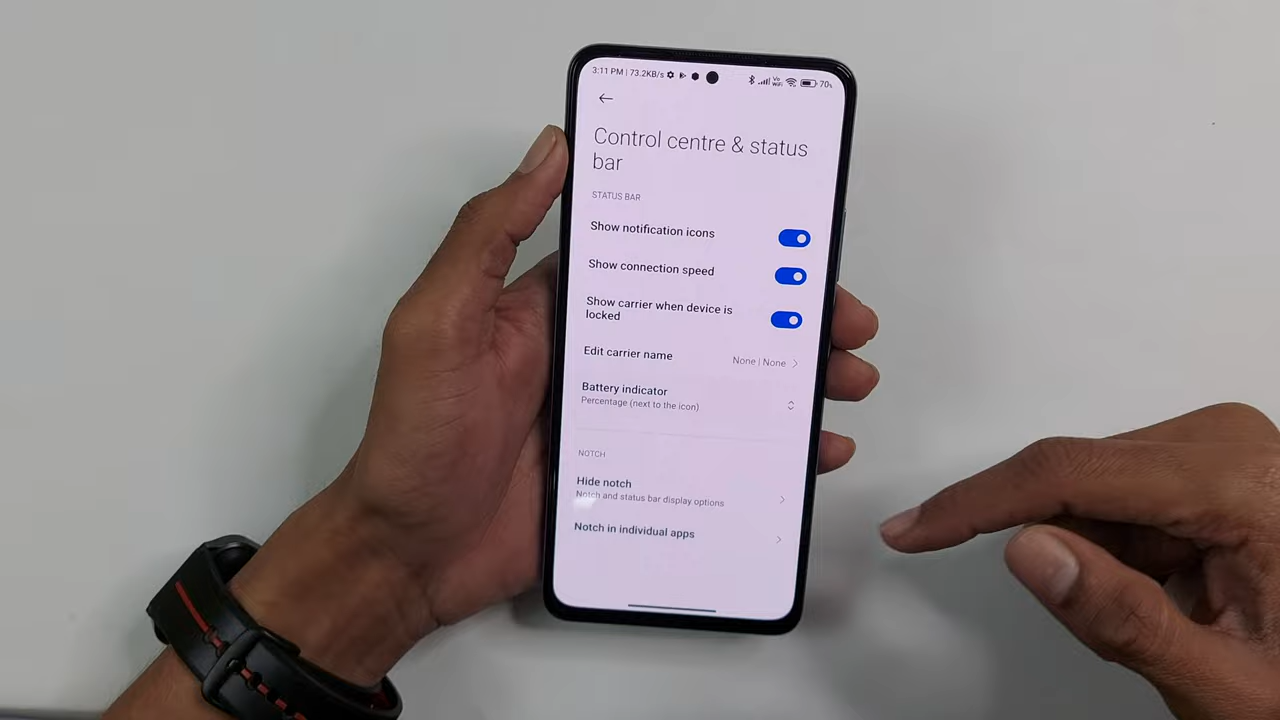 3:11 PM | 73.2KB/s
Vo
WiFi
70%
Control centre & status
bar
STATUS BAR
Show notification icons
Show connection speed
Show carrier when device is
locked
Edit carrier name
None | None
Battery indicator
Percentage (next to the icon)
NOTCH
Hide notch
Notch and status bar display options
Notch in individual apps